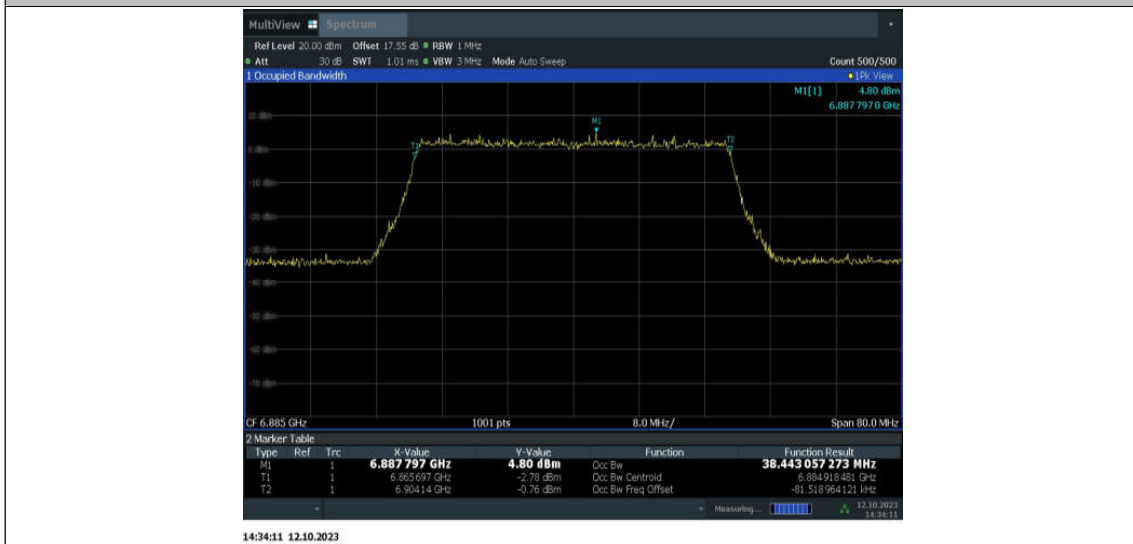 MultiView Spectrum
Ref Level 20.00 dBm Offset 17.55 dB RBW 1 MHz
Att 30 dB SWT 1.01 ms VBW 3 MHz Mode Auto Sweep Count 500/500
1 Occupied Bandwidth 1Pk View
M1[1] 4.80 dBm
6.887 797 0 GHz
10 dBm
M1
T1 T2
0 dBm
-10 dBm
-20 dBm
-30 dBm
-40 dBm
-50 dBm
-60 dBm
-70 dBm
CF 6.885 GHz 1001 pts 8.0 MHz/ Span 80.0 MHz
2 Marker Table
Type Ref Trc X-Value Y-Value Function Function Result
M1 1 6.887 797 GHz 4.80 dBm Occ Bw 38.443 057 273 MHz
T1 1 6.865 697 GHz -2.78 dBm Occ Bw Centroid 6.884 918 481 GHz
T2 1 6.904 14 GHz -0.76 dBm Occ Bw Freq Offset -81.518 964 121 kHz
Measuring... 12.10.2023
14:34:11
14:34:11 12.10.2023